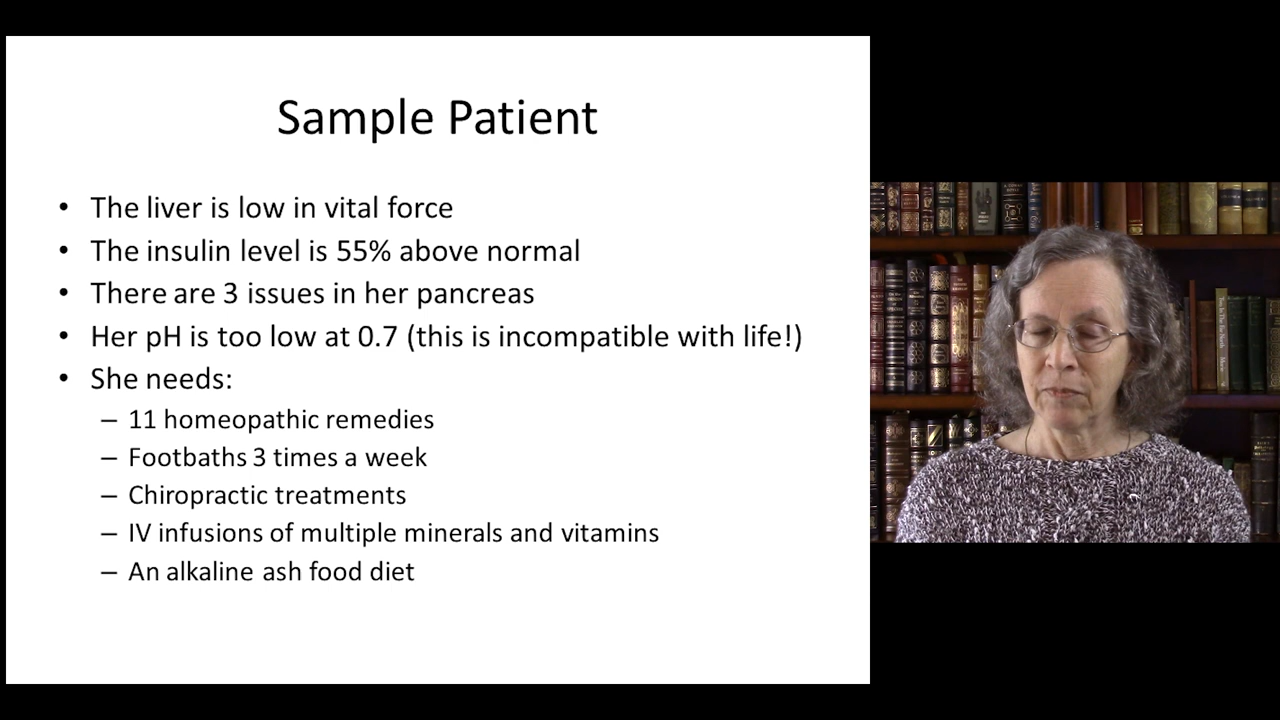 Sample Patient
• The liver is low in vital force
• The insulin level is 55% above normal
• There are 3 issues in her pancreas
• Her pH is too low at 0.7 (this is incompatible with life!)
• She needs:
– 11 homeopathic remedies
– Footbaths 3 times a week
– Chiropractic treatments
– IV infusions of multiple minerals and vitamins
– An alkaline ash food diet